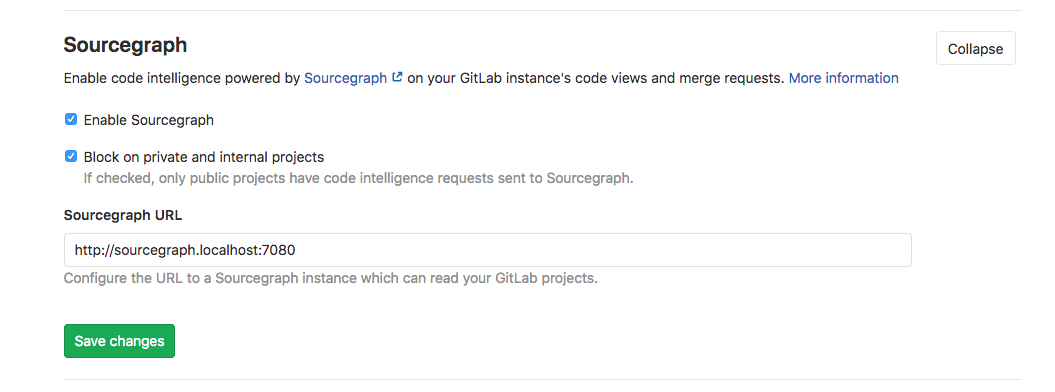 Sourcegraph
Collapse
Enable code intelligence powered by Sourcegraph on your GitLab instance's code views and merge requests. More information
Enable Sourcegraph
Block on private and internal projects
If checked, only public projects have code intelligence requests sent to Sourcegraph.
Sourcegraph URL
http://sourcegraph.localhost:7080
Configure the URL to a Sourcegraph instance which can read your GitLab projects.
Save changes